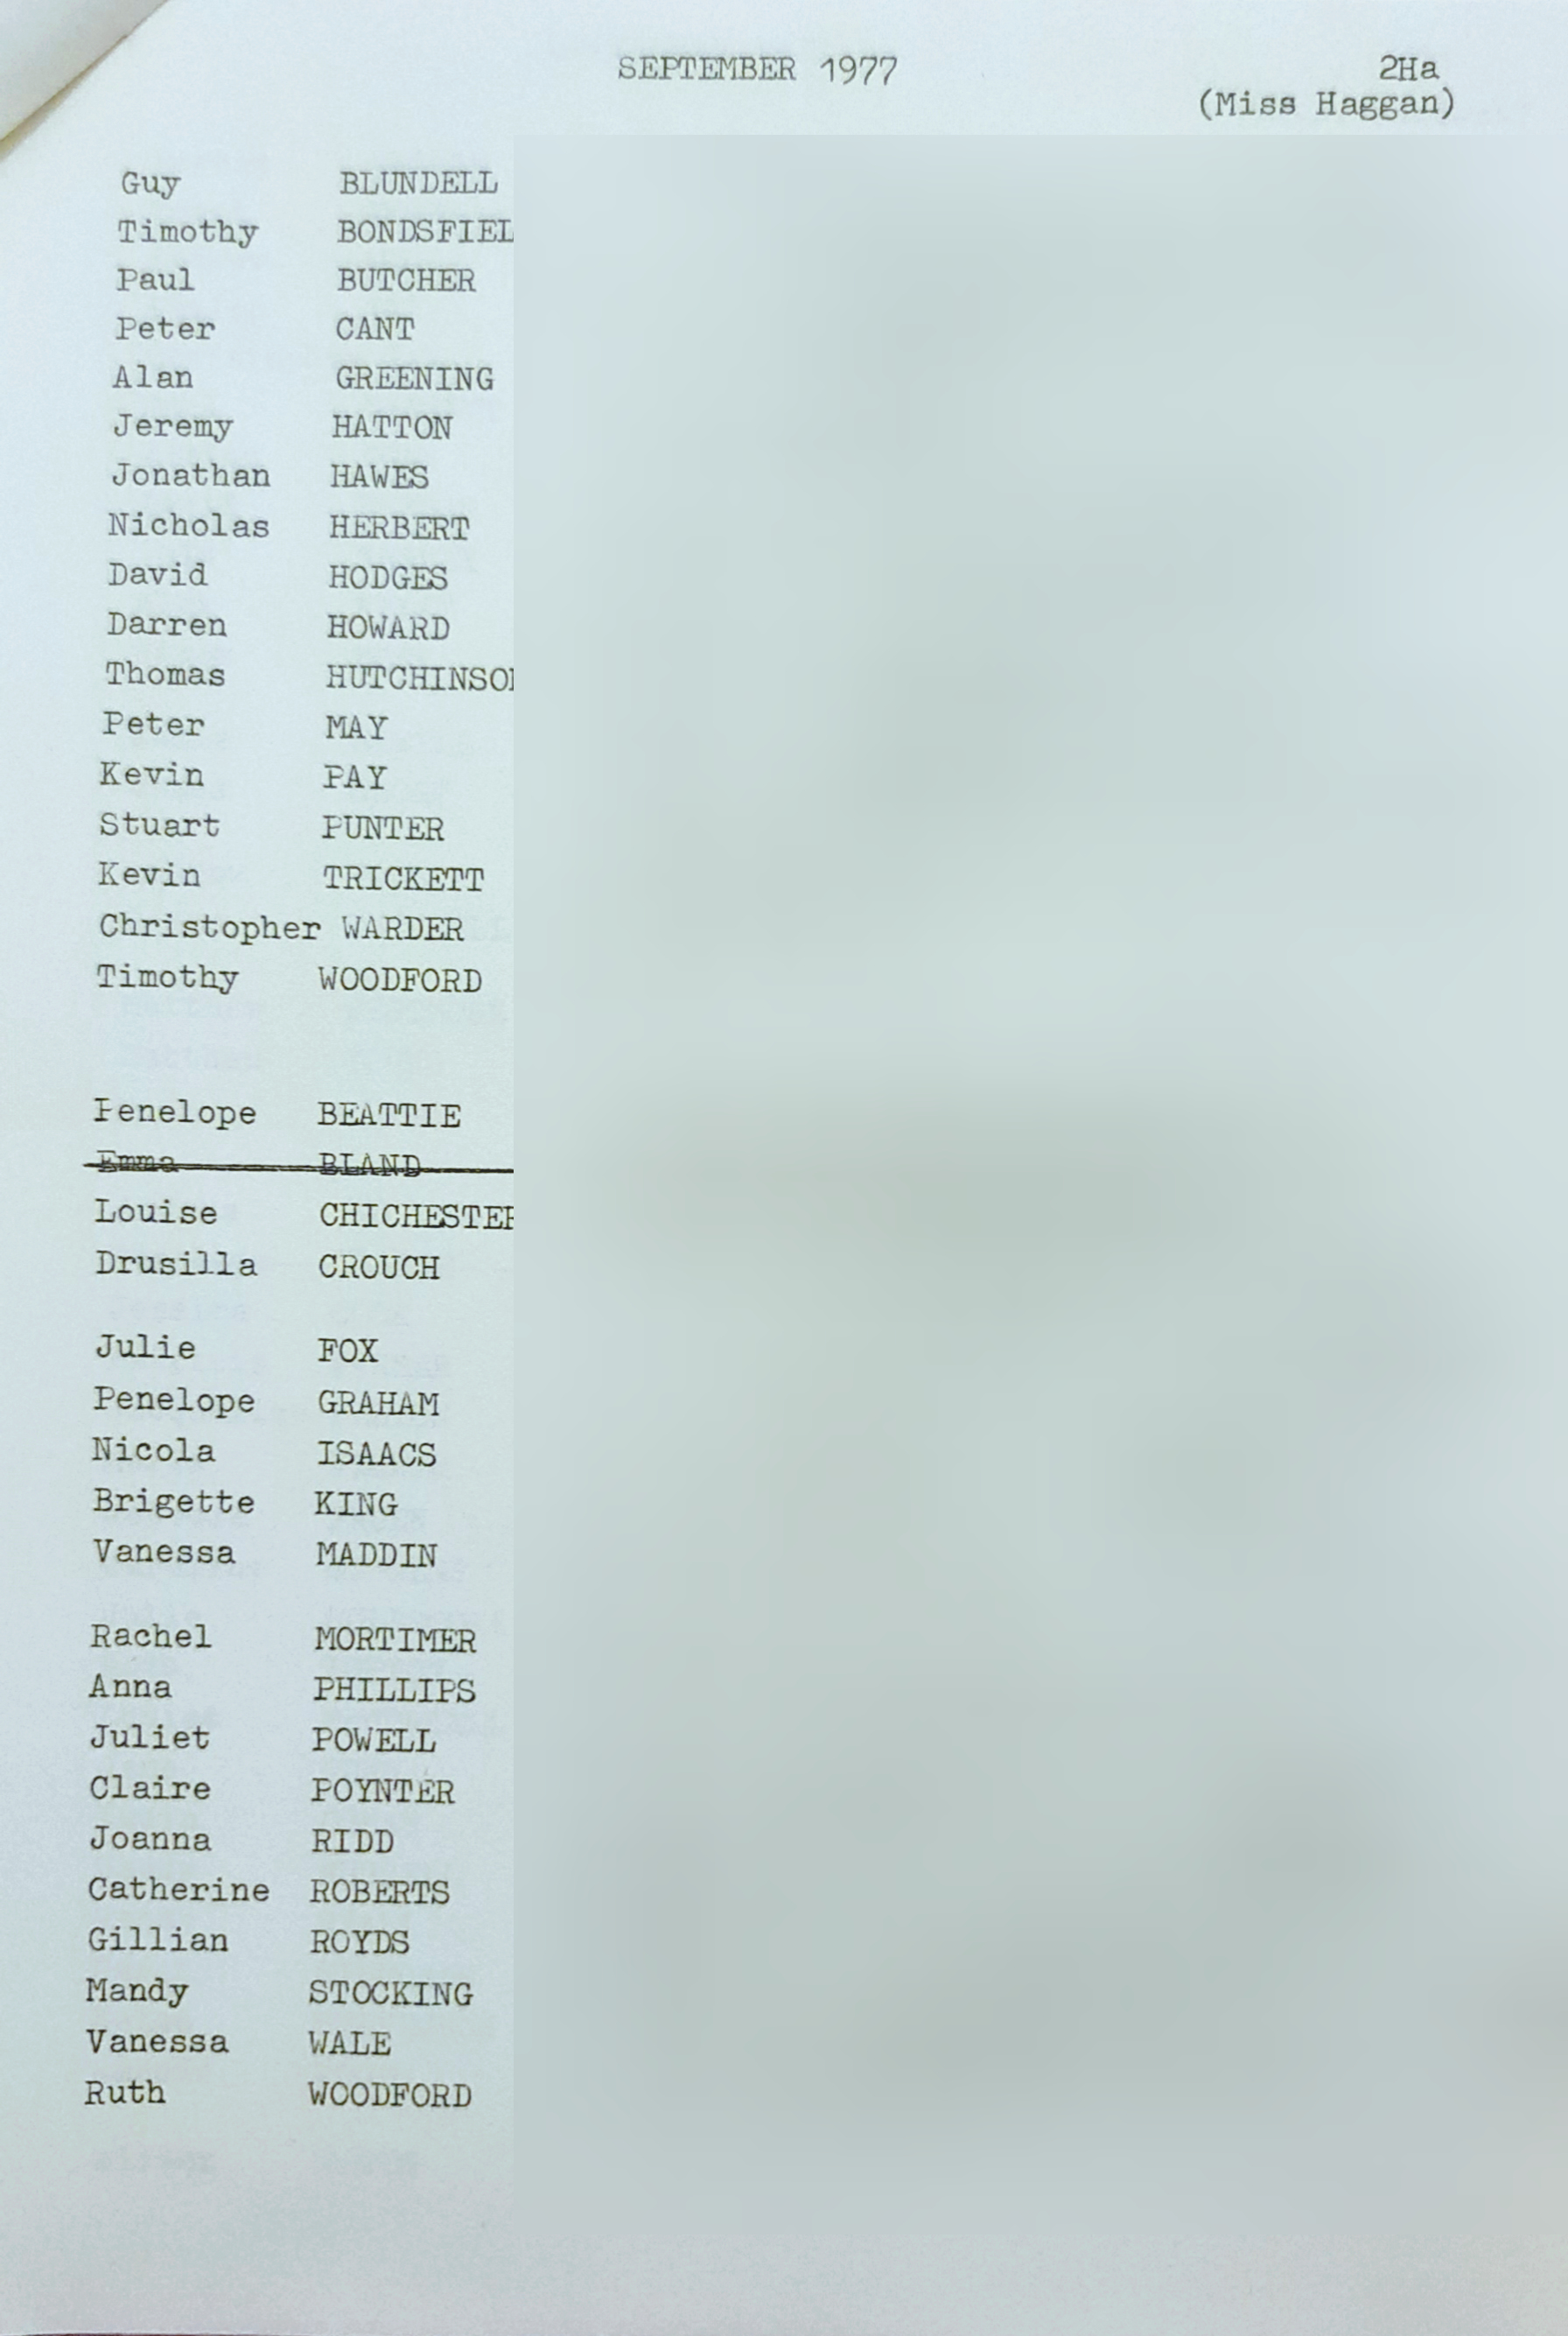 SEPTEMBER 1977 2Ha
(Miss Haggan)
Guy BLUNDELL
Timothy BONDSFIEL
Paul BUTCHER
Peter CANT
Alan GREENING
Jeremy HATTON
Jonathan HAWES
Nicholas HERBERT
David HODGES
Darren HOWARD
Thomas HUTCHINSO
Peter MAY
Kevin PAY
Stuart PUNTER
Kevin TRICKETT
Christopher WARDER
Timothy WOODFORD
Penelope BEATTIE
Emma BLAND
Louise CHICHESTER
Drusilla CROUCH
Julie FOX
Penelope GRAHAM
Nicola ISAACS
Brigette KING
Vanessa MADDIN
Rachel MORTIMER
Anna PHILLIPS
Juliet POWELL
Claire POYNTER
Joanna RIDD
Catherine ROBERTS
Gillian ROYDS
Mandy STOCKING
Vanessa WALE
Ruth WOODFORD